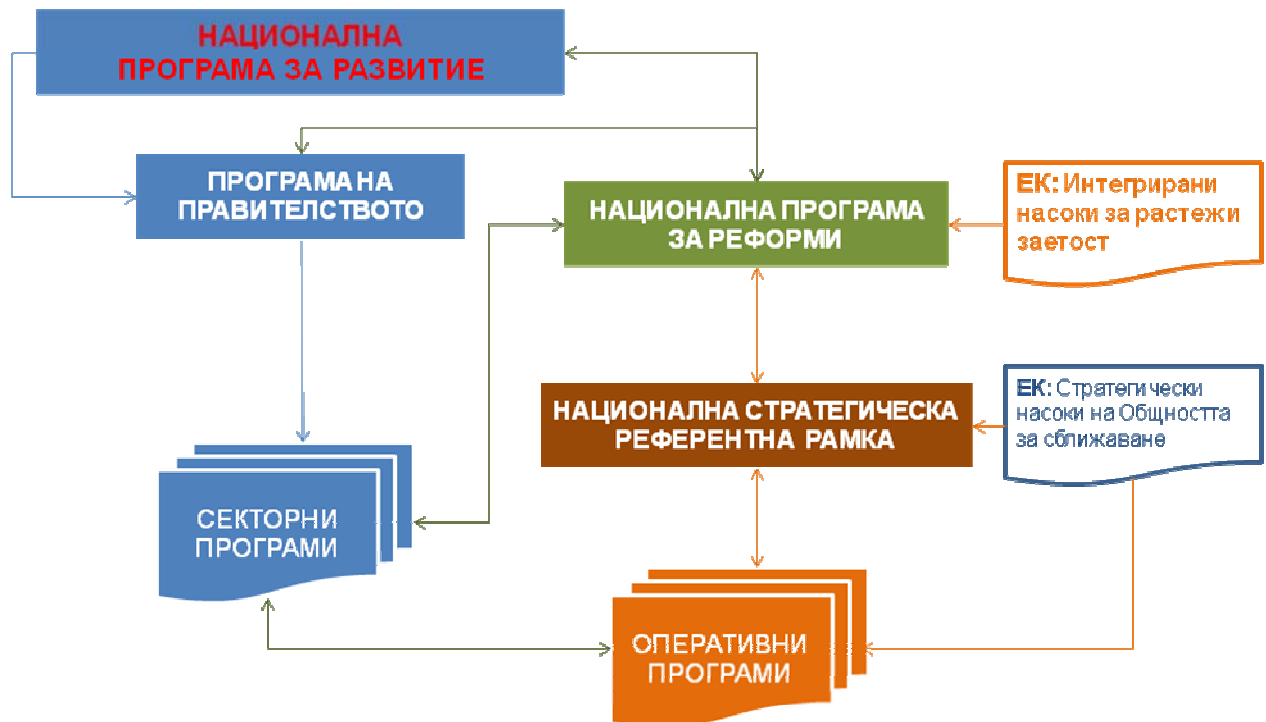 НАЦИОНАЛНА
ПРОГРАМА ЗА РАЗВИТИЕ
ПРОГРАМА НА
ПРАВИТЕЛСТВОТО
НАЦИОНАЛНА ПРОГРАМА
ЗА РЕФОРМИ
ЕК: Интегрирани
насоки за растежи
заетост
НАЦИОНАЛНА СТРАТЕГИЧЕСКА
РЕФЕРЕНТНА РАМКА
ЕК: Стратегически
насоки на Общността
за сближаване
СЕКТОРНИ
ПРОГРАМИ
ОПЕРАТИВНИ
ПРОГРАМИ